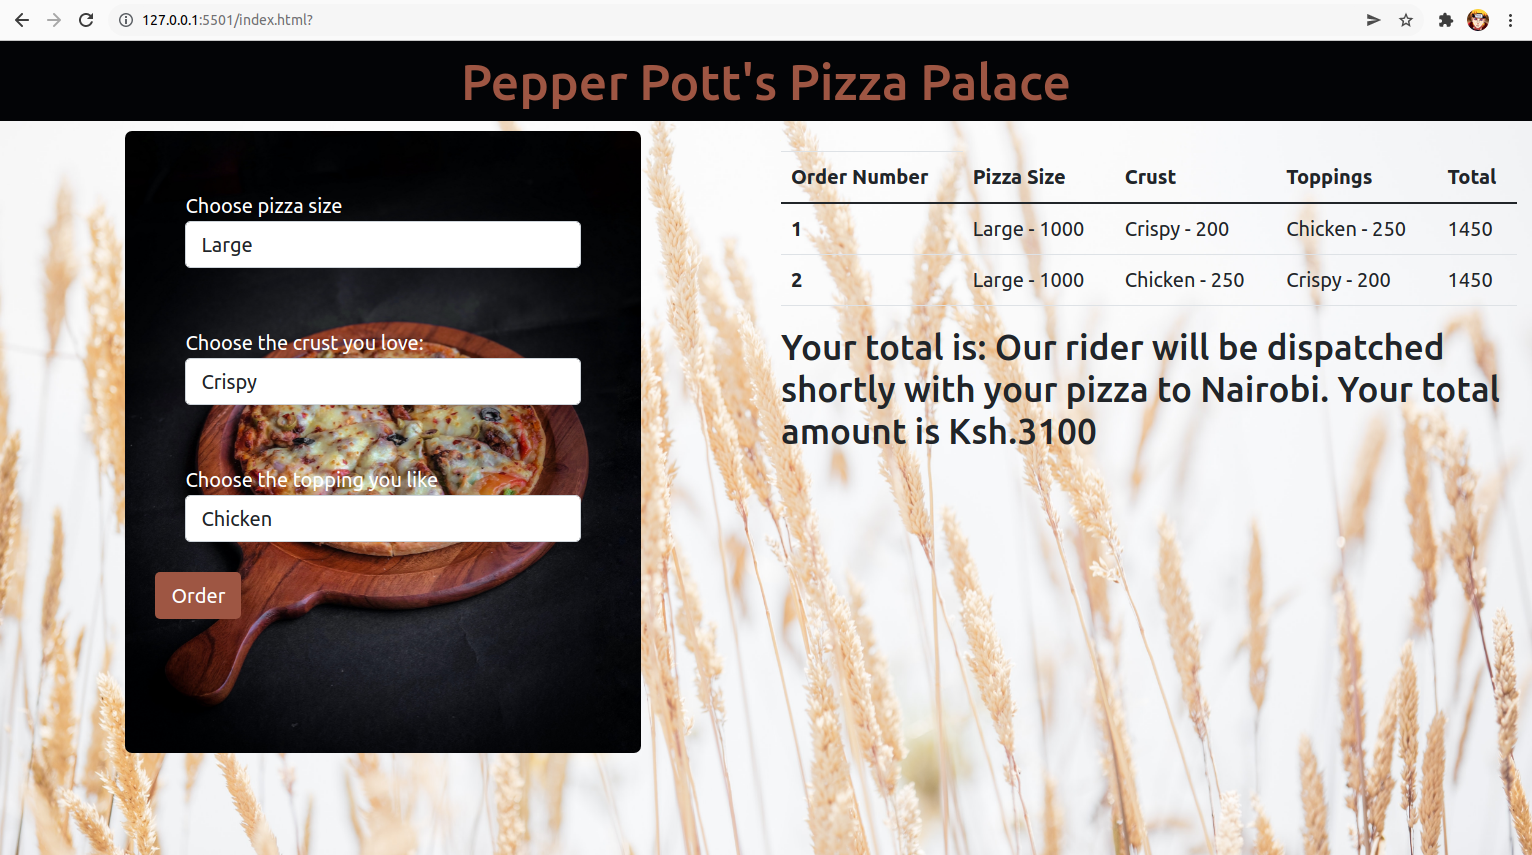 127.0.0.1:5501/index.html?
Pepper Pott's Pizza Palace
Choose pizza size
Large
Choose the crust you love:
Crispy
Choose the topping you like
Chicken
Order
Order Number Pizza Size Crust Toppings Total
1 Large - 1000 Crispy - 200 Chicken - 250 1450
2 Large - 1000 Chicken - 250 Crispy - 200 1450
Your total is: Our rider will be dispatched
shortly with your pizza to Nairobi. Your total
amount is Ksh.3100